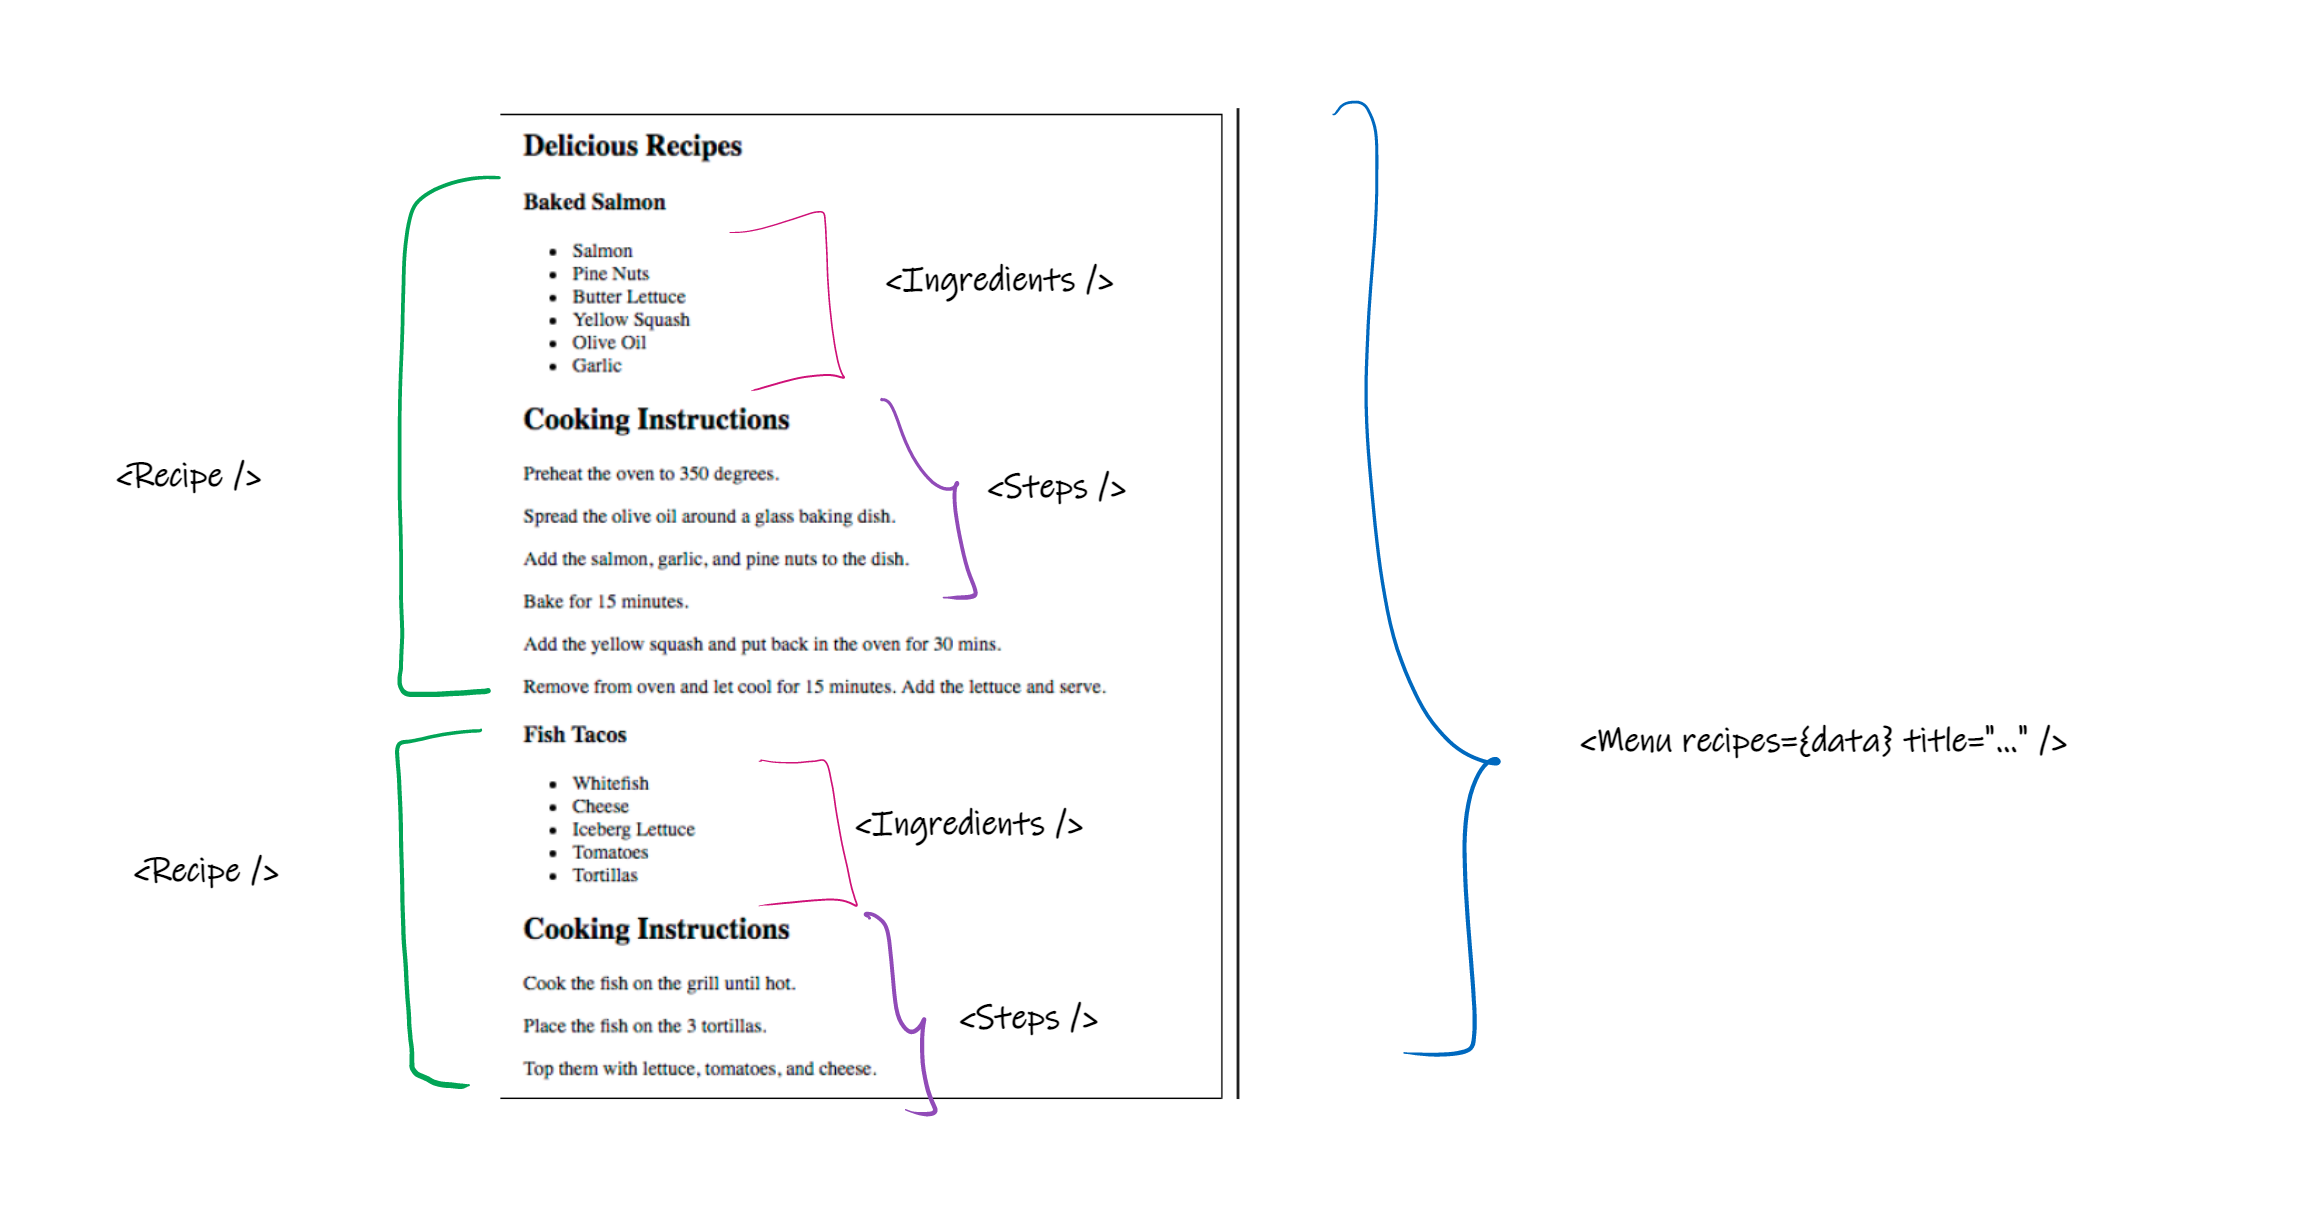 Delicious Recipes
Baked Salmon
Salmon
Pine Nuts
<Ingredients />
Butter Lettuce
Yellow Squash
Olive Oil
Garlic
Cooking Instructions
<Recipe />
Preheat the oven to 350 degrees.
<Steps />
Spread the olive oil around a glass baking dish.
Add the salmon, garlic, and pine nuts to the dish.
Bake for 15 minutes.
Add the yellow squash and put back in the oven for 30 mins.
Remove from oven and let cool for 15 minutes. Add the lettuce and serve.
Fish Tacos
<Menu recipes={data} title="..." />
Whitefish
Cheese
Iceberg Lettuce
<Ingredients />
Tomatoes
Tortillas
<Recipe />
Cooking Instructions
Cook the fish on the grill until hot.
Place the fish on the 3 tortillas.
<Steps />
Top them with lettuce, tomatoes, and cheese.